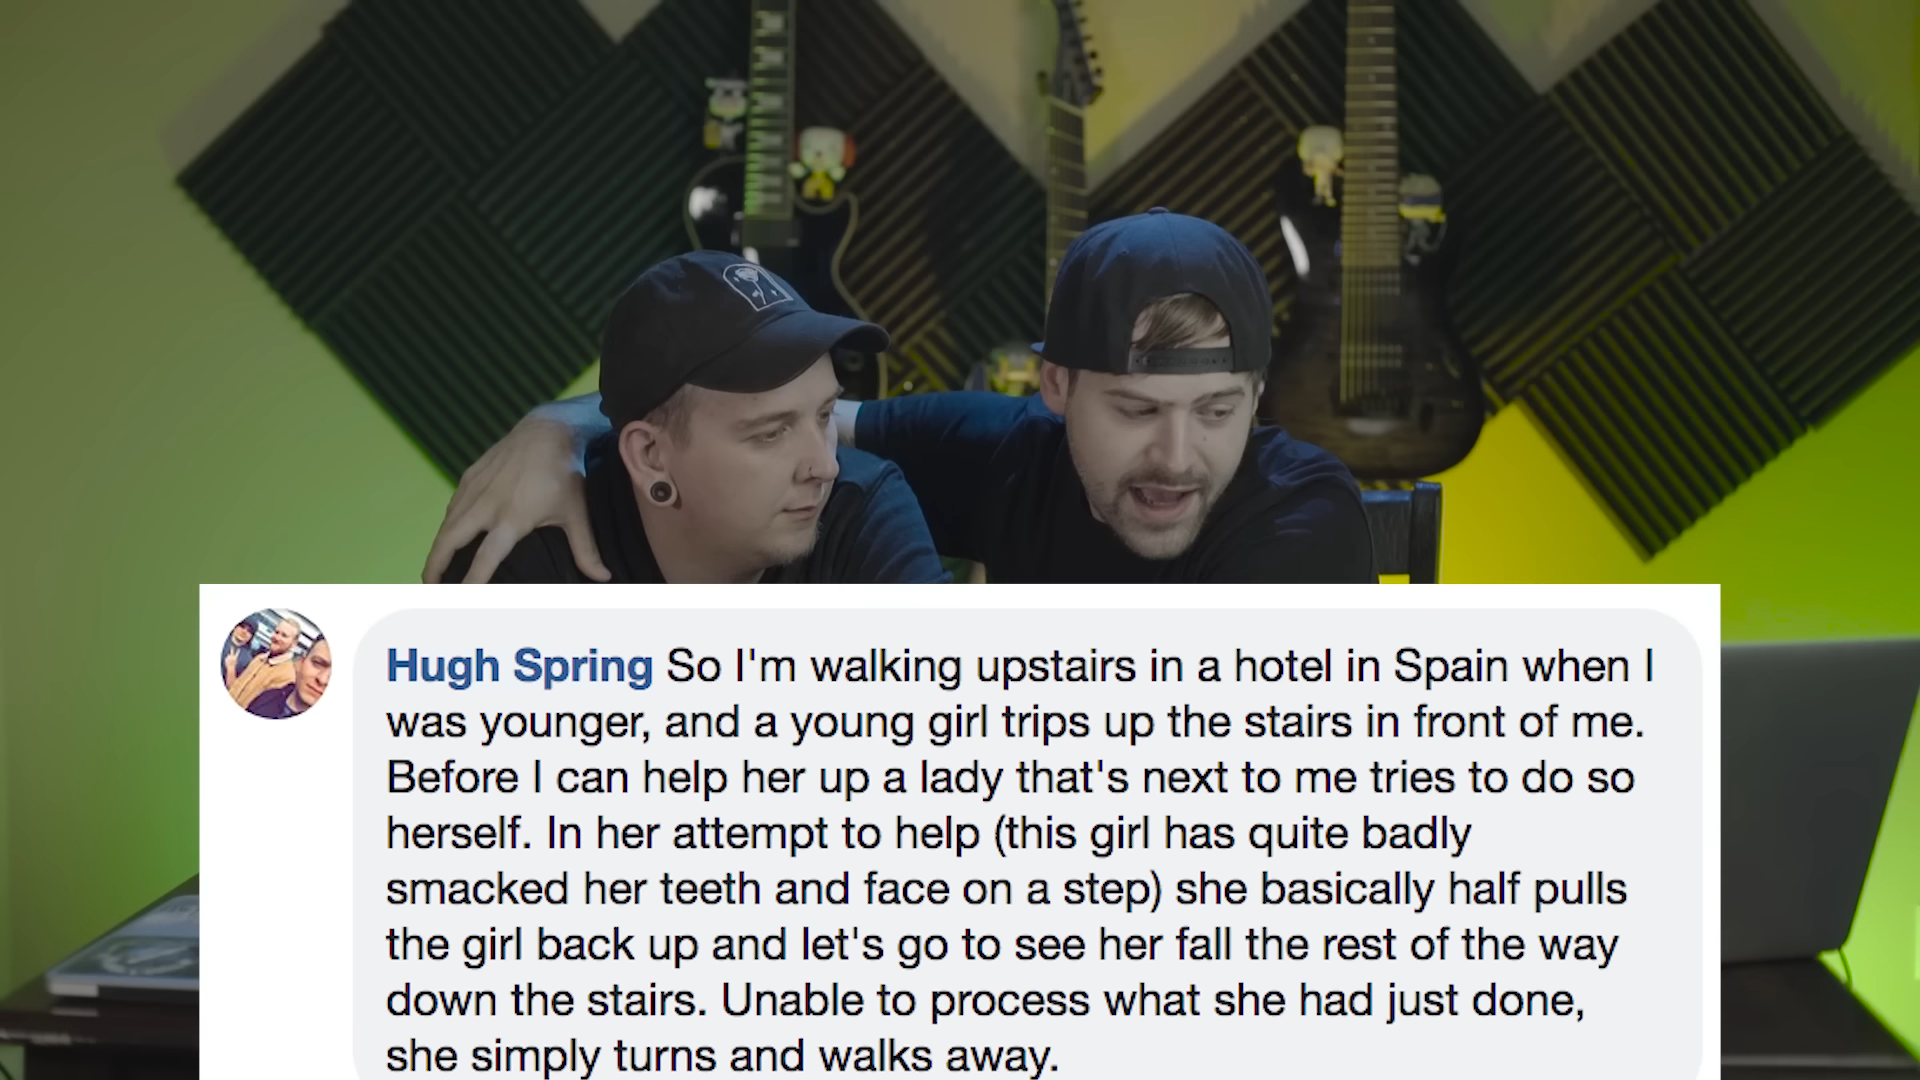 Hugh Spring So I'm walking upstairs in a hotel in Spain when I
was younger, and a young girl trips up the stairs in front of me.
Before I can help her up a lady that's next to me tries to do so
herself. In her attempt to help (this girl has quite badly
smacked her teeth and face on a step) she basically half pulls
the girl back up and let's go to see her fall the rest of the way
down the stairs. Unable to process what she had just done,
she simply turns and walks away.